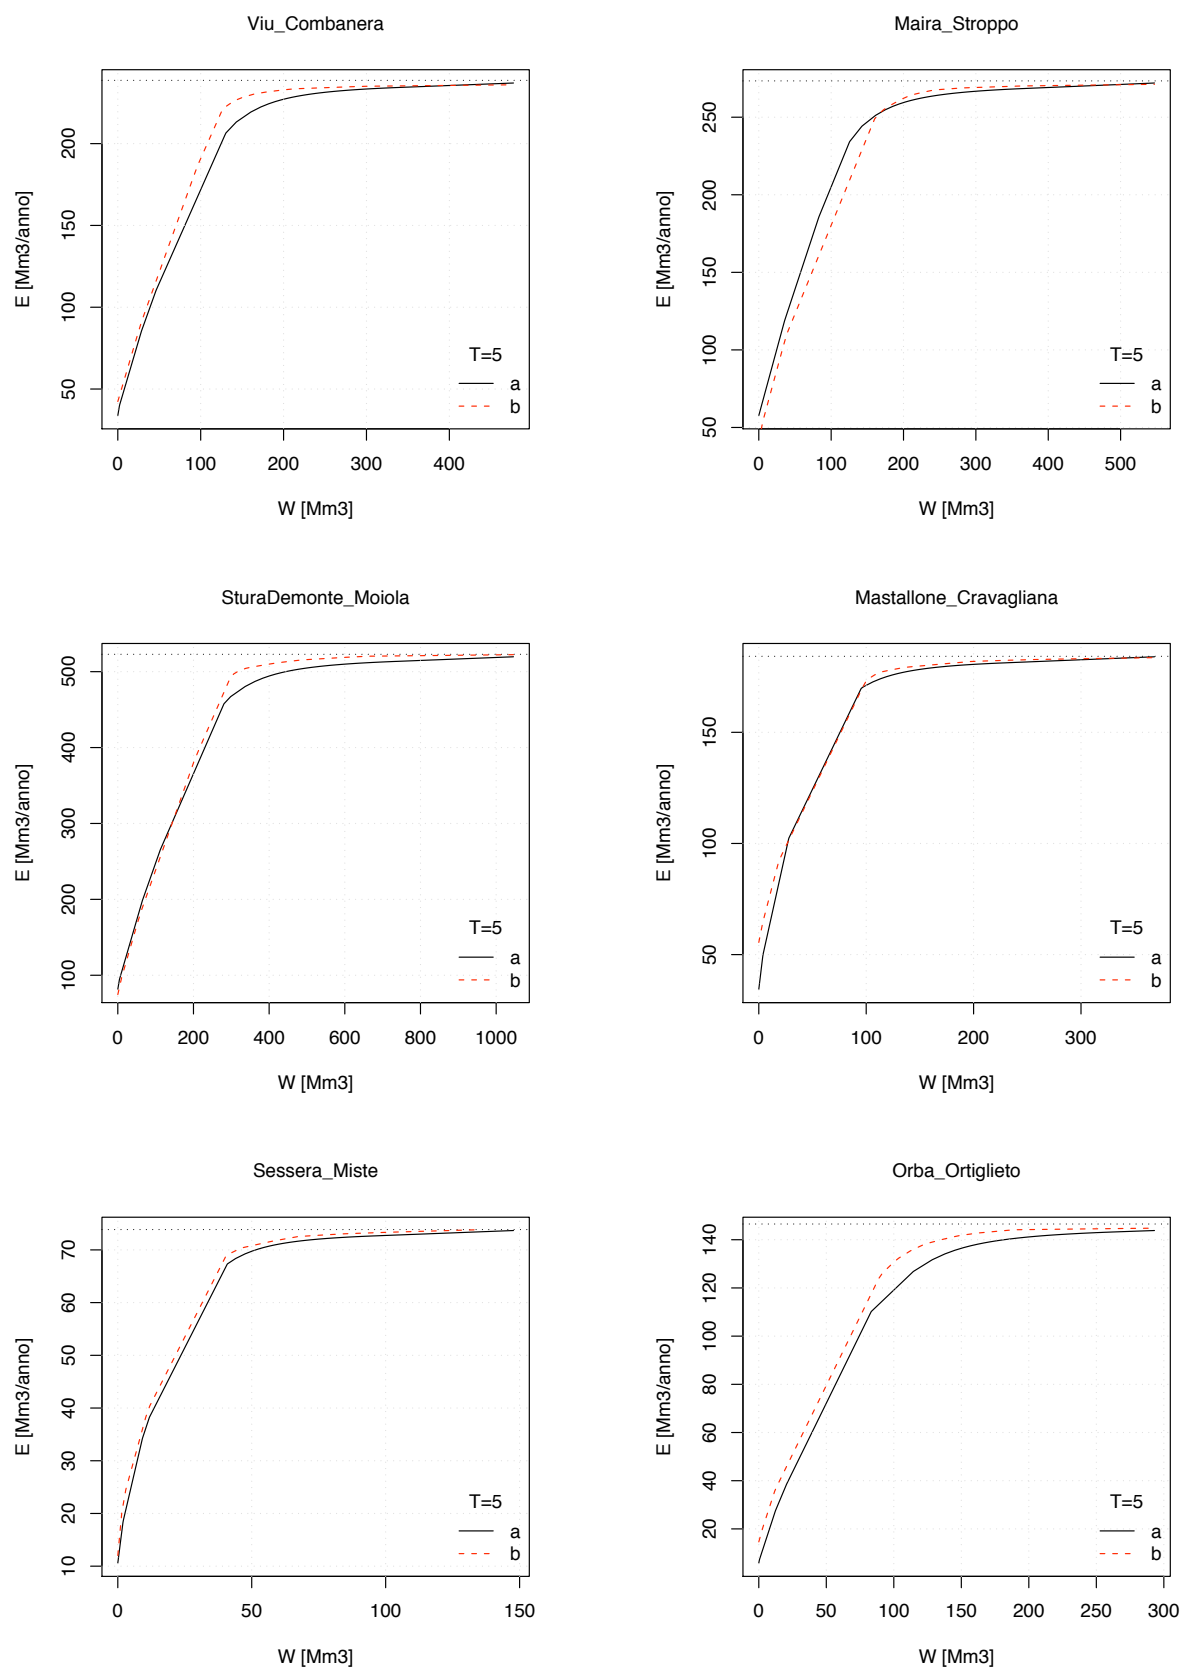 Viu_Combanera
E [Mm3/anno]
200
150
100
50
0 100 200 300 400
W [Mm3]
T=5
a
b
Maira_Stroppo
E [Mm3/anno]
250
200
150
100
50
0 100 200 300 400 500
W [Mm3]
T=5
a
b
SturaDemonte_Moiola
E [Mm3/anno]
500
400
300
200
100
0 200 400 600 800 1000
W [Mm3]
T=5
a
b
Mastallone_Cravagliana
E [Mm3/anno]
150
100
50
0 100 200 300
W [Mm3]
T=5
a
b
Sessera_Miste
E [Mm3/anno]
70
60
50
40
30
20
10
0 50 100 150
W [Mm3]
T=5
a
b
Orba_Ortiglieto
E [Mm3/anno]
140
120
100
80
60
40
20
0 50 100 150 200 250 300
W [Mm3]
T=5
a
b